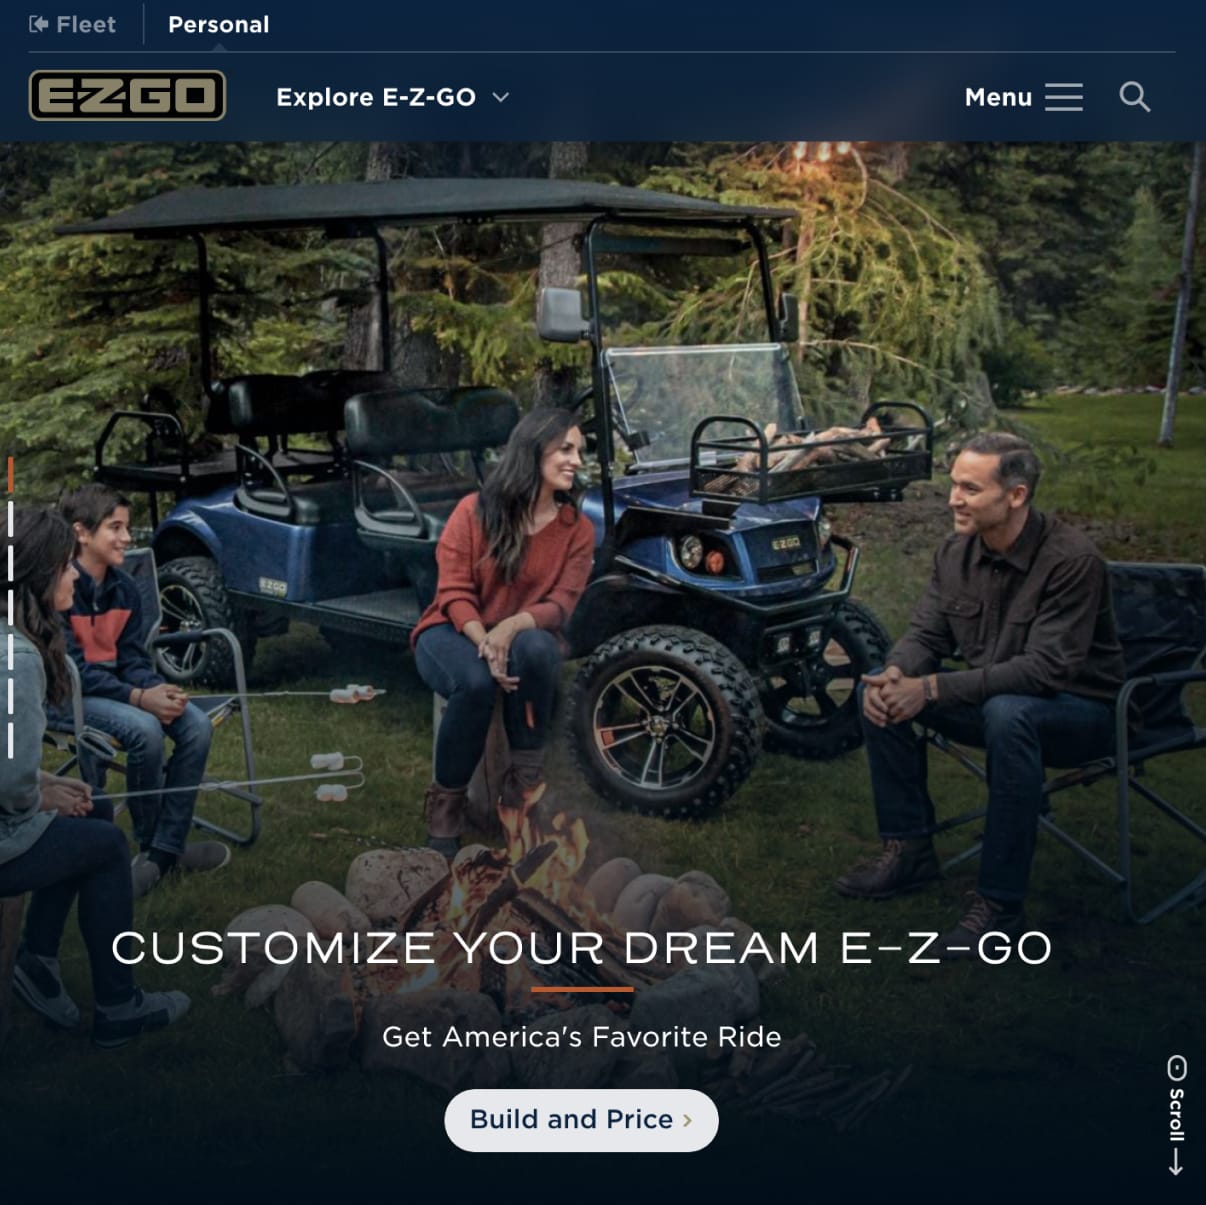 Fleet
Personal
E-Z-GO
Explore E-Z-GO
Menu
E-Z-GO
E-Z-GO
CUSTOMIZE YOUR DREAM E-Z-GO
Get America's Favorite Ride
Build and Price
Scroll